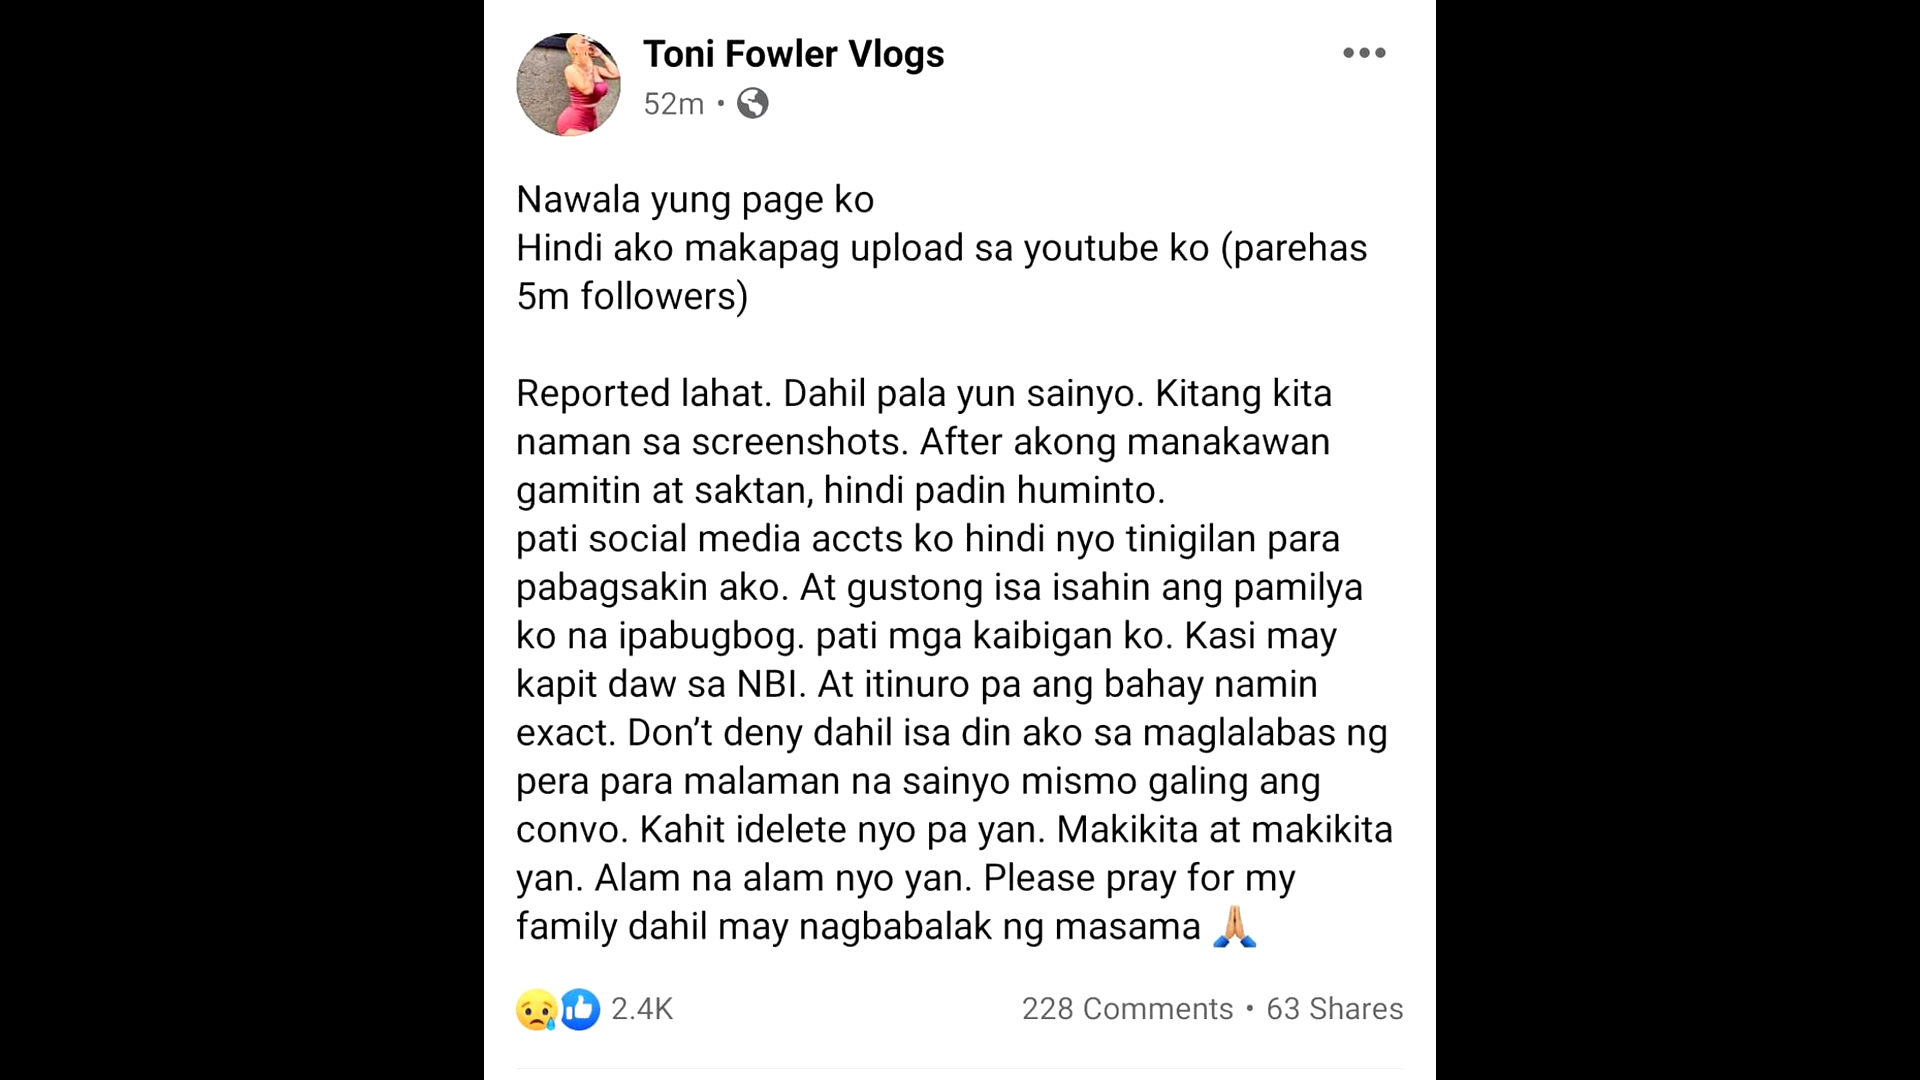 Toni Fowler Vlogs
52m •
Nawala yung page ko
Hindi ako makapag upload sa youtube ko (parehas
5m followers)
Reported lahat. Dahil pala yun sainyo. Kitang kita
naman sa screenshots. After akong manakawan
gamitin at saktan, hindi padin huminto.
pati social media accts ko hindi nyo tinigilan para
pabagsakin ako. At gustong isa isahin ang pamilya
ko na ipabugbog. pati mga kaibigan ko. Kasi may
kapit daw sa NBI. At itinuro pa ang bahay namin
exact. Don’t deny dahil isa din ako sa maglalabas ng
pera para malaman na sainyo mismo galing ang
convo. Kahit idelete nyo pa yan. Makikita at makikita
yan. Alam na alam nyo yan. Please pray for my
family dahil may nagbabalak ng masama 🙏
2.4K 228 Comments • 63 Shares